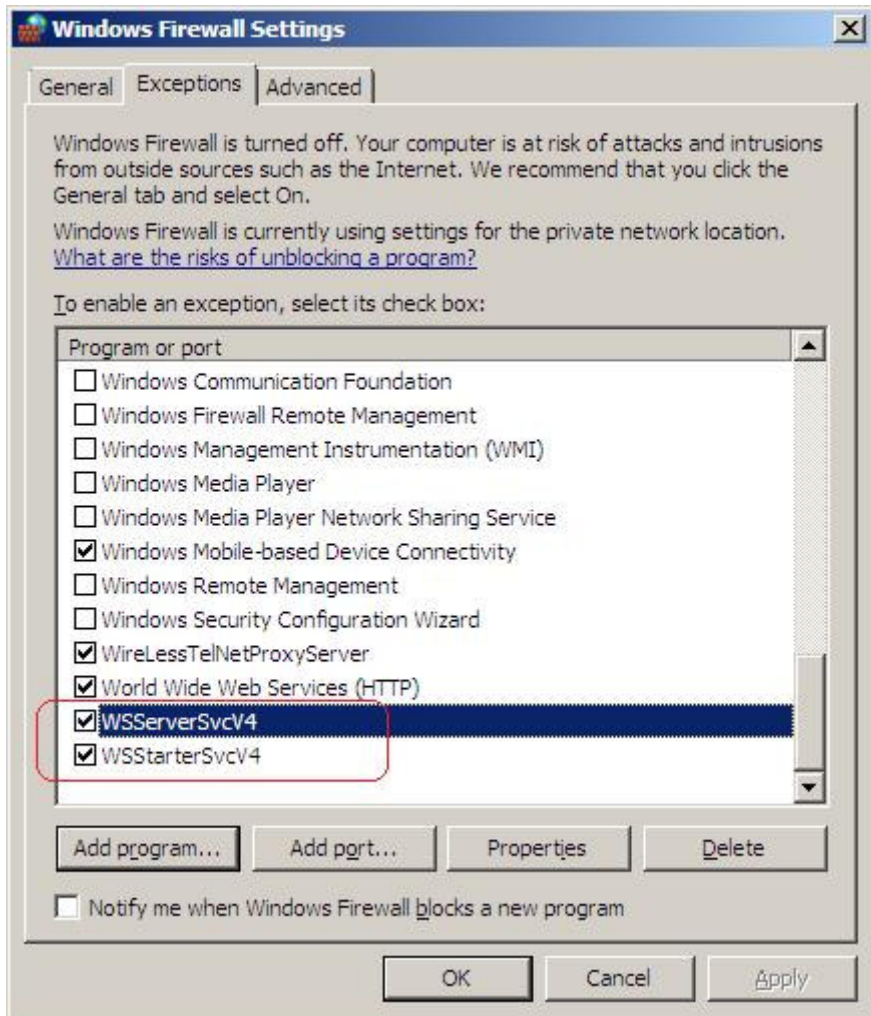 Windows Firewall Settings
General Exceptions Advanced
Windows Firewall is turned off. Your computer is at risk of attacks and intrusions
from outside sources such as the Internet. We recommend that you click the
General tab and select On.
Windows Firewall is currently using settings for the private network location.
What are the risks of unblocking a program?
To enable an exception, select its check box:
Program or port
Windows Communication Foundation
Windows Firewall Remote Management
Windows Management Instrumentation (WMI)
Windows Media Player
Windows Media Player Network Sharing Service
Windows Mobile-based Device Connectivity
Windows Remote Management
Windows Security Configuration Wizard
WireLessTelNetProxyServer
World Wide Web Services (HTTP)
WSServerSvcV4
WSStarterSvcV4
Add program... Add port... Properties Delete
Notify me when Windows Firewall blocks a new program
OK Cancel Apply